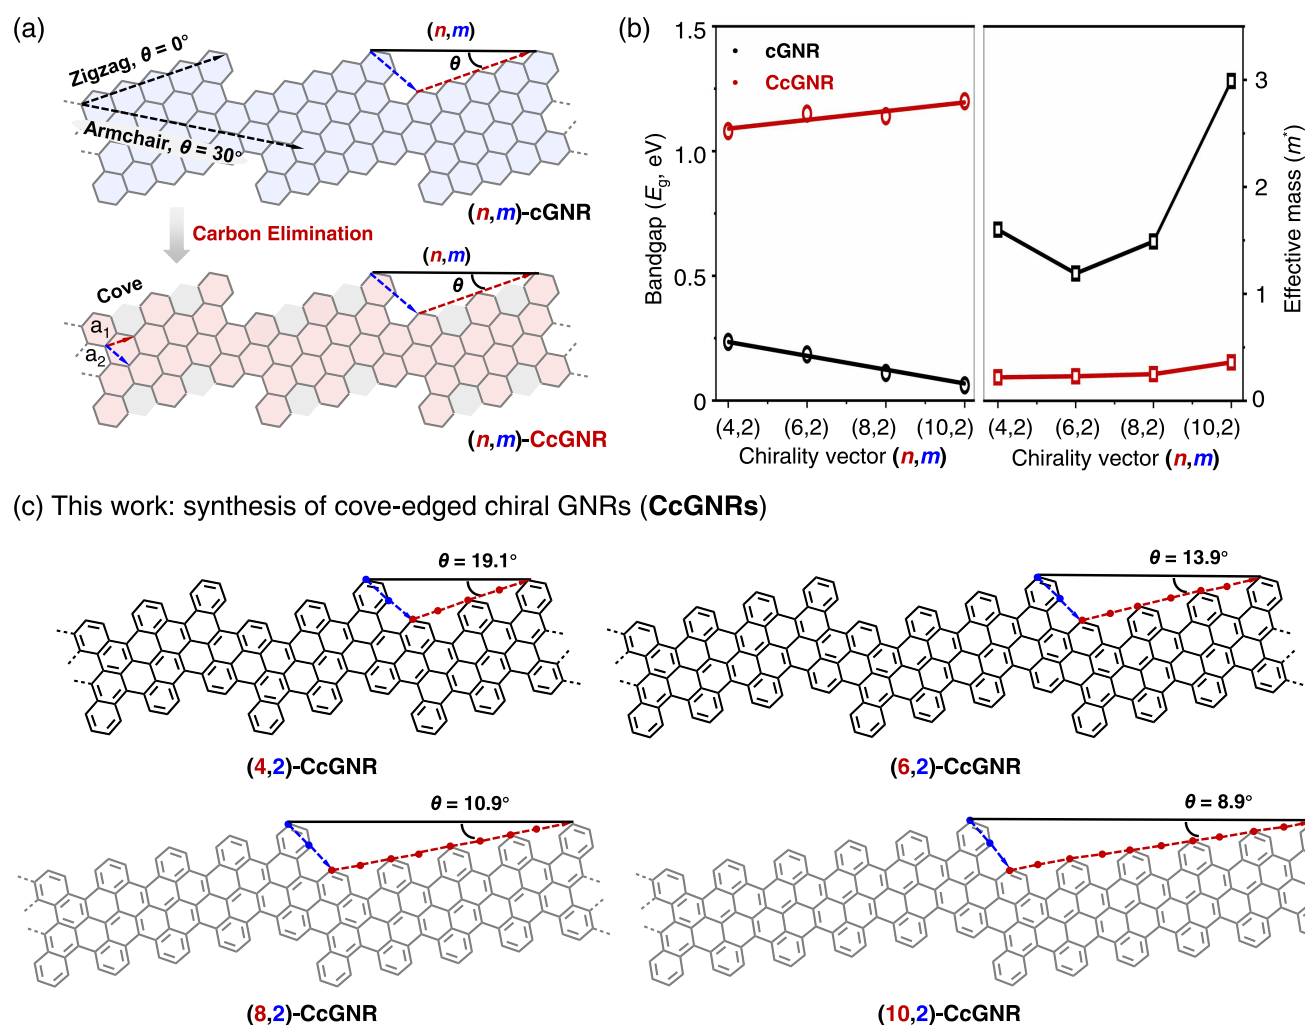 (a)
(n,m)
θ
Zigzag, θ = 0°
Armchair, θ = 30°
(n,m)-cGNR
Carbon Elimination
(n,m)
θ
Cove
a1
a2
(n,m)-CcGNR
(b)
cGNR
CcGNR
1.5
1.0
0.5
0
Bandgap (Eg, eV)
(4,2) (6,2) (8,2) (10,2)
Chirality vector (n,m)
3
2
1
0
Effective mass (m*)
(4,2) (6,2) (8,2) (10,2)
Chirality vector (n,m)
(c) This work: synthesis of cove-edged chiral GNRs (CcGNRs)
θ = 19.1°
(4,2)-CcGNR
θ = 13.9°
(6,2)-CcGNR
θ = 10.9°
(8,2)-CcGNR
θ = 8.9°
(10,2)-CcGNR